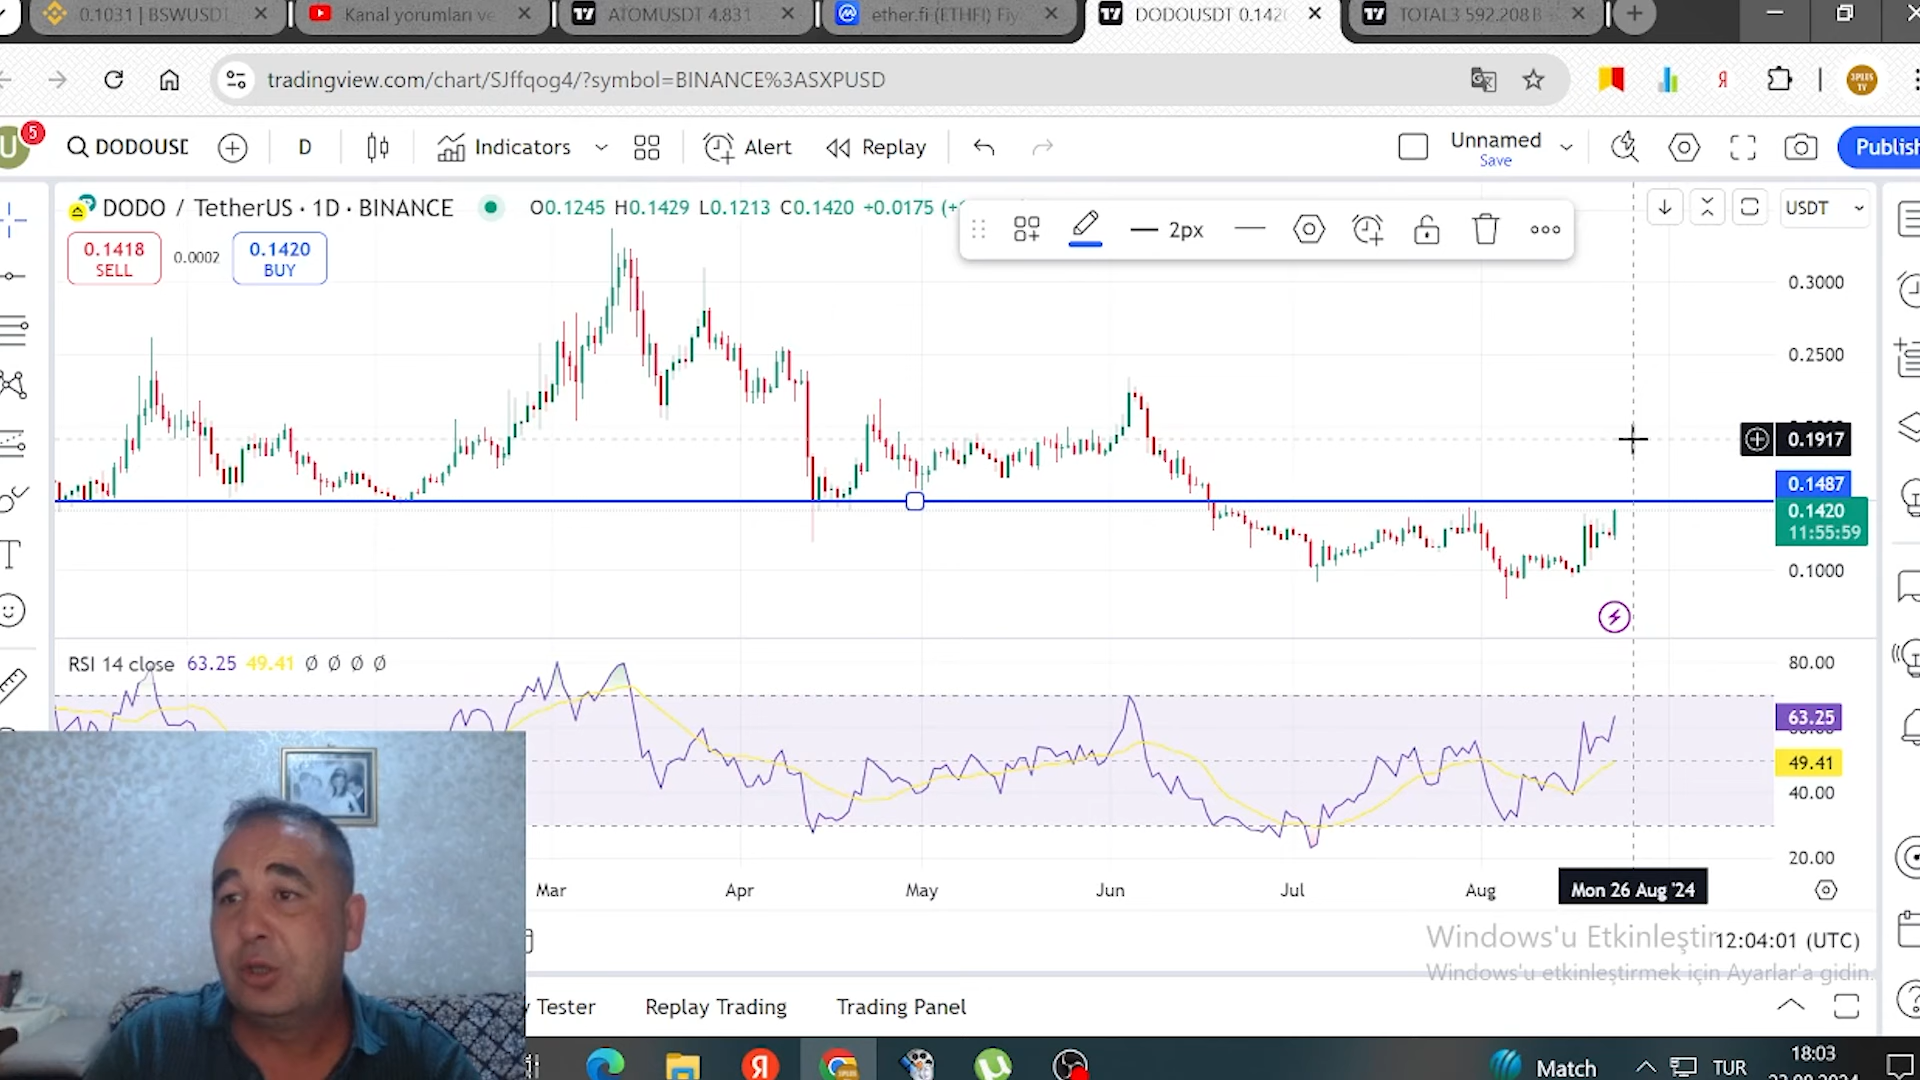 0.1031 | BSWUSDT
Kanal yorumları ve
ATOMUSDT 4.831
ether.fi (ETHFI) Fiy
DODOUSDT 0.1420
TOTAL3 592.208 B
tradingview.com/chart/SJffqog4/?symbol=BINANCE%3ASXPUSD
Я
3PLUS TV
U
5
DODOUSD
D
Indicators
Alert
Replay
Unnamed
Save
Publish
DODO / TetherUS · 1D · BINANCE
O0.1245 H0.1429 L0.1213 C0.1420 +0.0175
2px
USDT
0.1418
SELL
0.0002
0.1420
BUY
0.3000
0.2500
0.1917
0.1487
0.1420
11:55:59
0.1000
RSI 14 close 63.25 49.41 Ø Ø Ø Ø
80.00
63.25
49.41
40.00
20.00
Mar
Apr
May
Jun
Jul
Aug
Mon 26 Aug '24
Windows'u Etkinleştir
12:04:01 (UTC)
Windows'u etkinleştirmek için Ayarlar'a gidin.
Tester
Replay Trading
Trading Panel
Match
TUR
18:03